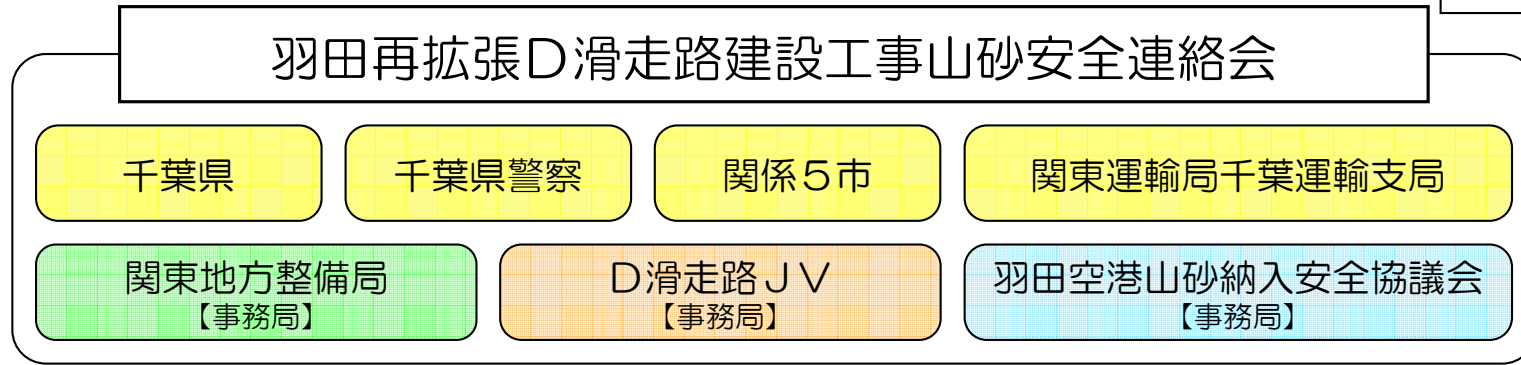 羽田再拡張D滑走路建設工事山砂安全連絡会
千葉県
千葉県警察
関係５市
関東運輸局千葉運輸支局
関東地方整備局
【事務局】
D滑走路ＪＶ
【事務局】
羽田空港山砂納入安全協議会
【事務局】